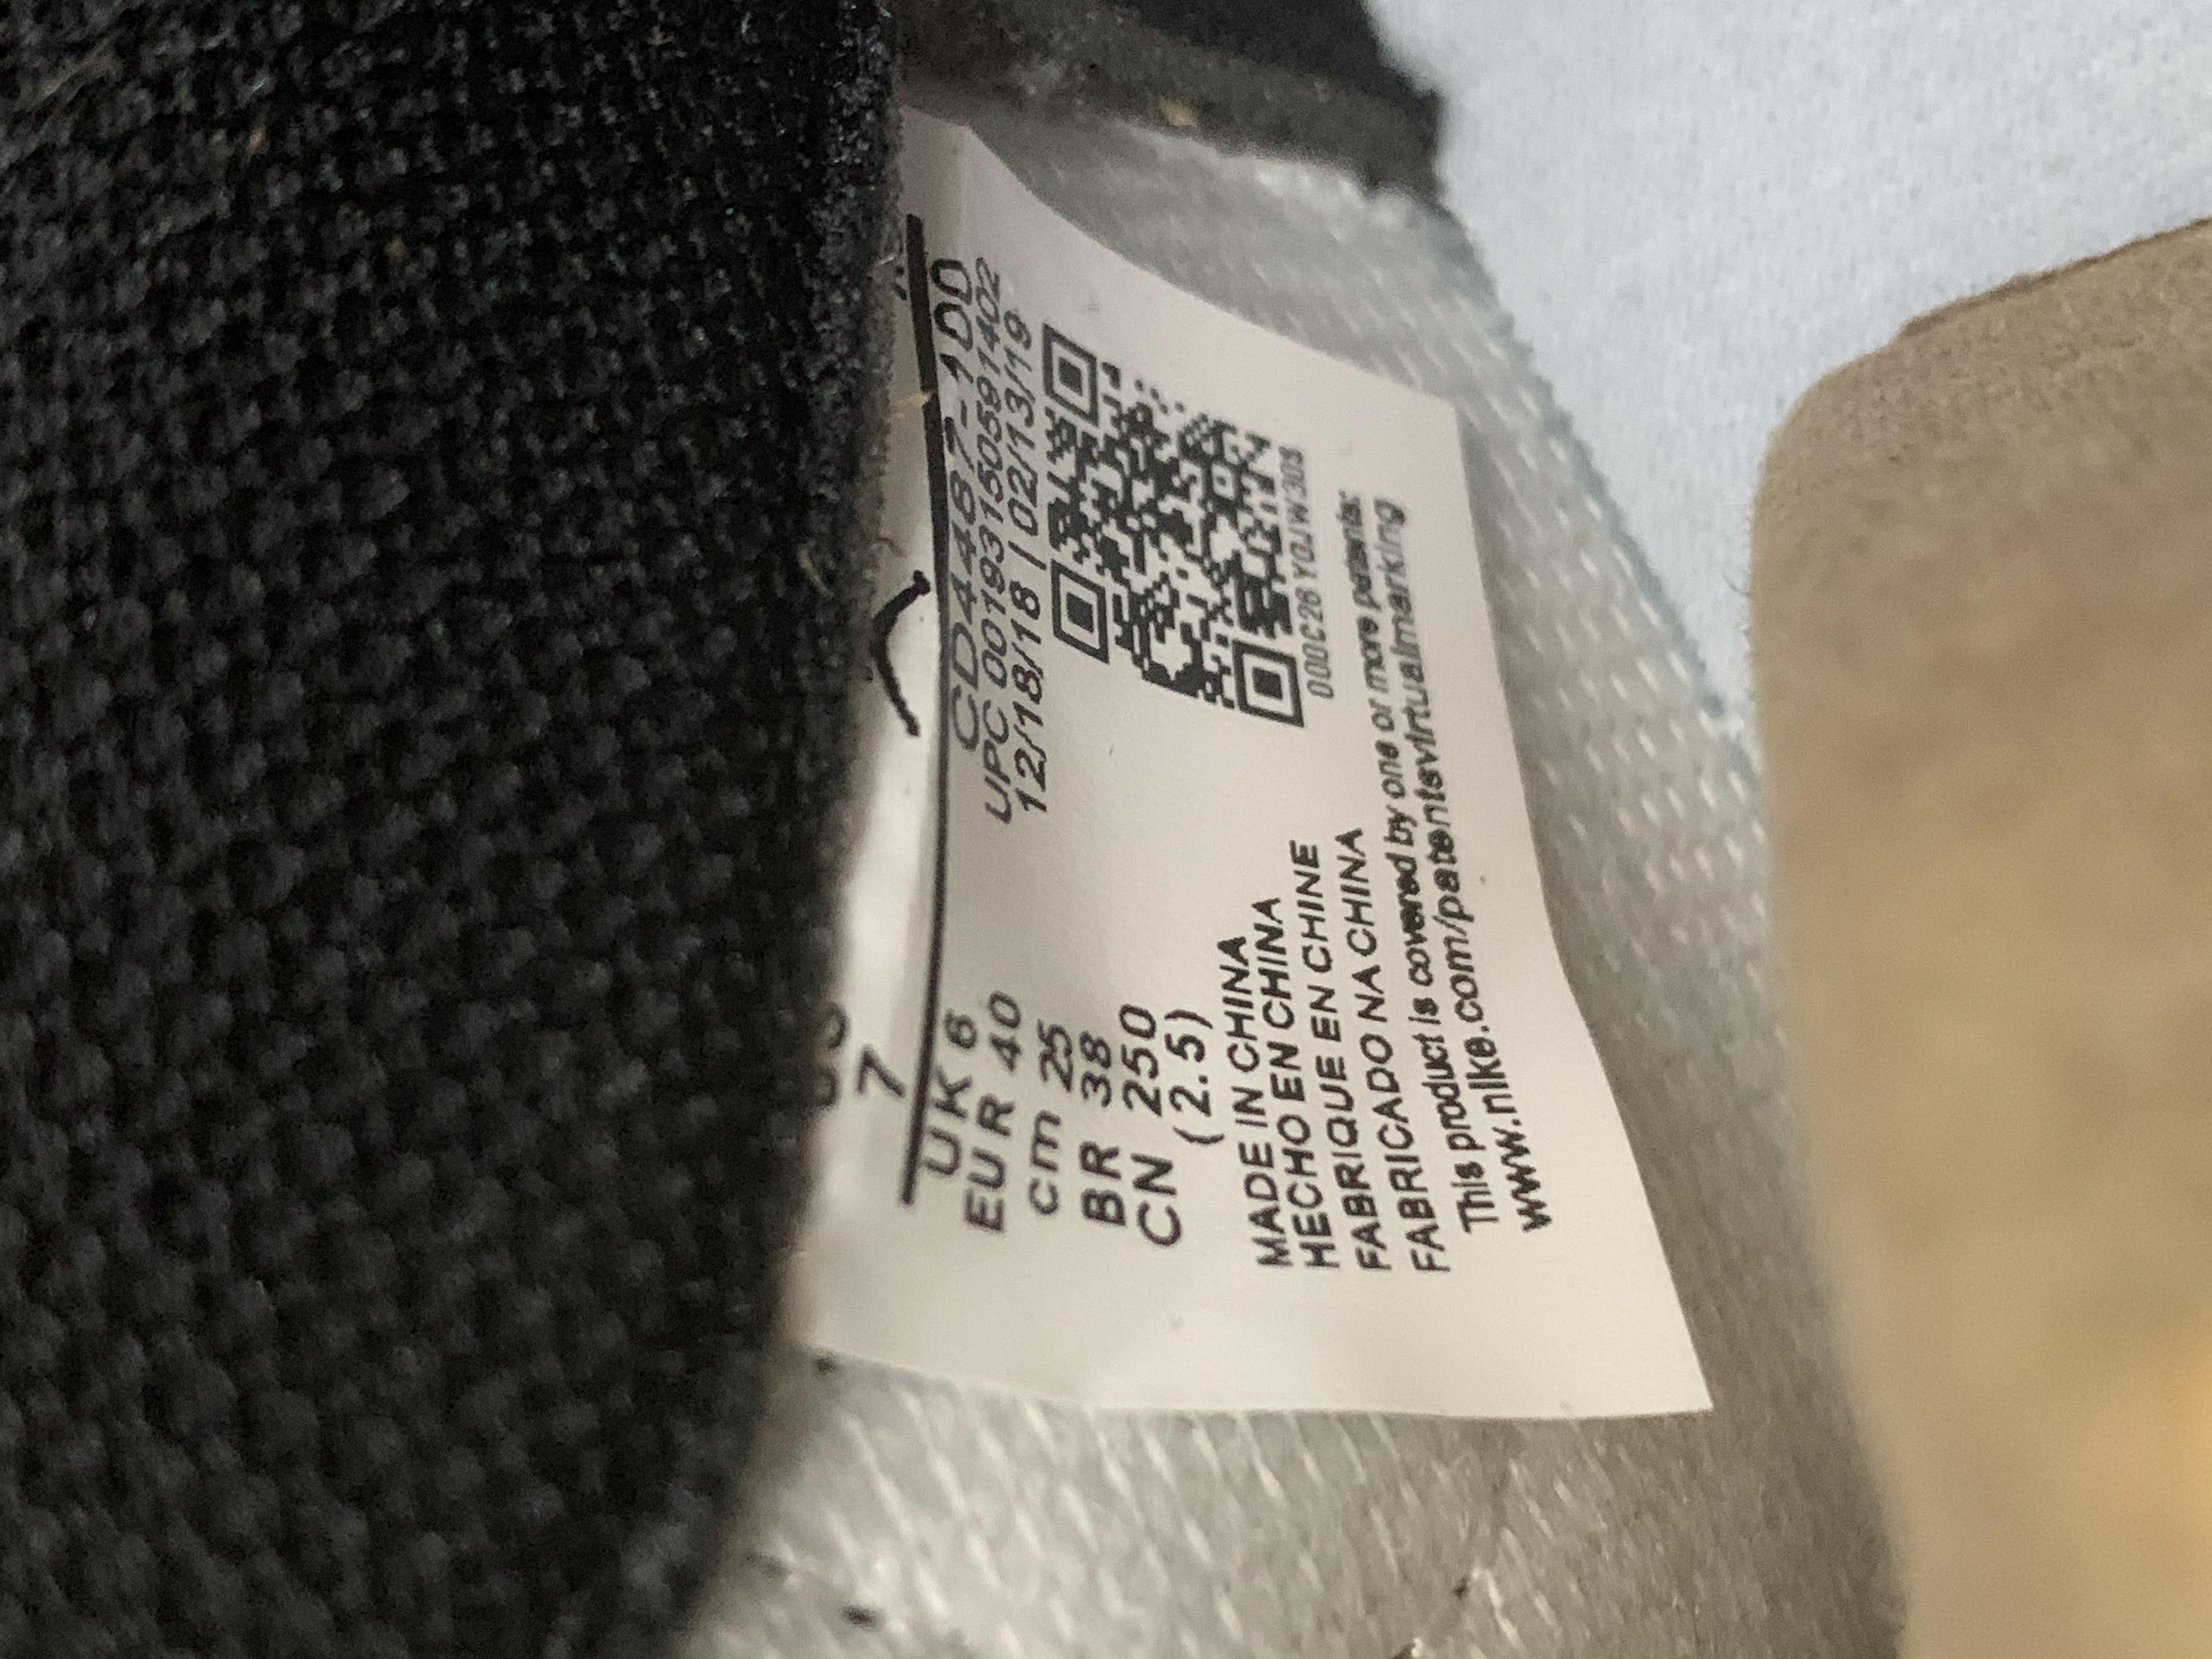 7
UK 6
EUR 40
cm 25
BR 38
CN 250
(2.5)
CD4487-100
UPC 00193150591402
12/18/18 | 02/13/19
MADE IN CHINA
HECHO EN CHINA
FABRIQUE EN CHINE
FABRICADO NA CHINA
This product is covered by one or more patents:
www.nike.com/patentsvirtualmarking